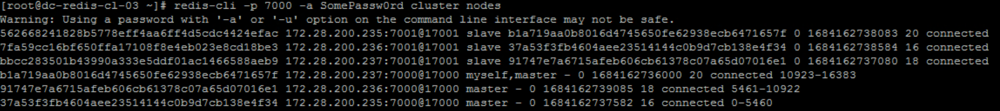 [root@dc-redis-cl-03 ~]# redis-cli -p 7000 -a SomePassw0rd cluster nodes
Warning: Using a password with '-a' or '-u' option on the command line interface may not be safe.
562668241828b5778eff4aa6ff4d5cdc4424efac 172.28.200.235:7001@17001 slave b1a719aa0b8016d4745650fe62938ecb6471657f 0 1684162738083 20 connected
7fa59cc16bf650ffa17108f8e4eb023e8cd18be3 172.28.200.236:7001@17001 slave 37a53f3fb4604aee23514144c0b9d7cb138e4f34 0 1684162738584 16 connected
bbcc283501b43990a333e5ddf01ac1466588aeb9 172.28.200.237:7001@17001 slave 91747e7a6715afeb606cb61378c07a65d07016e1 0 1684162737080 18 connected
b1a719aa0b8016d4745650fe62938ecb6471657f 172.28.200.237:7000@17000 myself,master - 0 1684162736000 20 connected 10923-16383
91747e7a6715afeb606cb61378c07a65d07016e1 172.28.200.236:7000@17000 master - 0 1684162739085 18 connected 5461-10922
37a53f3fb4604aee23514144c0b9d7cb138e4f34 172.28.200.235:7000@17000 master - 0 1684162737582 16 connected 0-5460